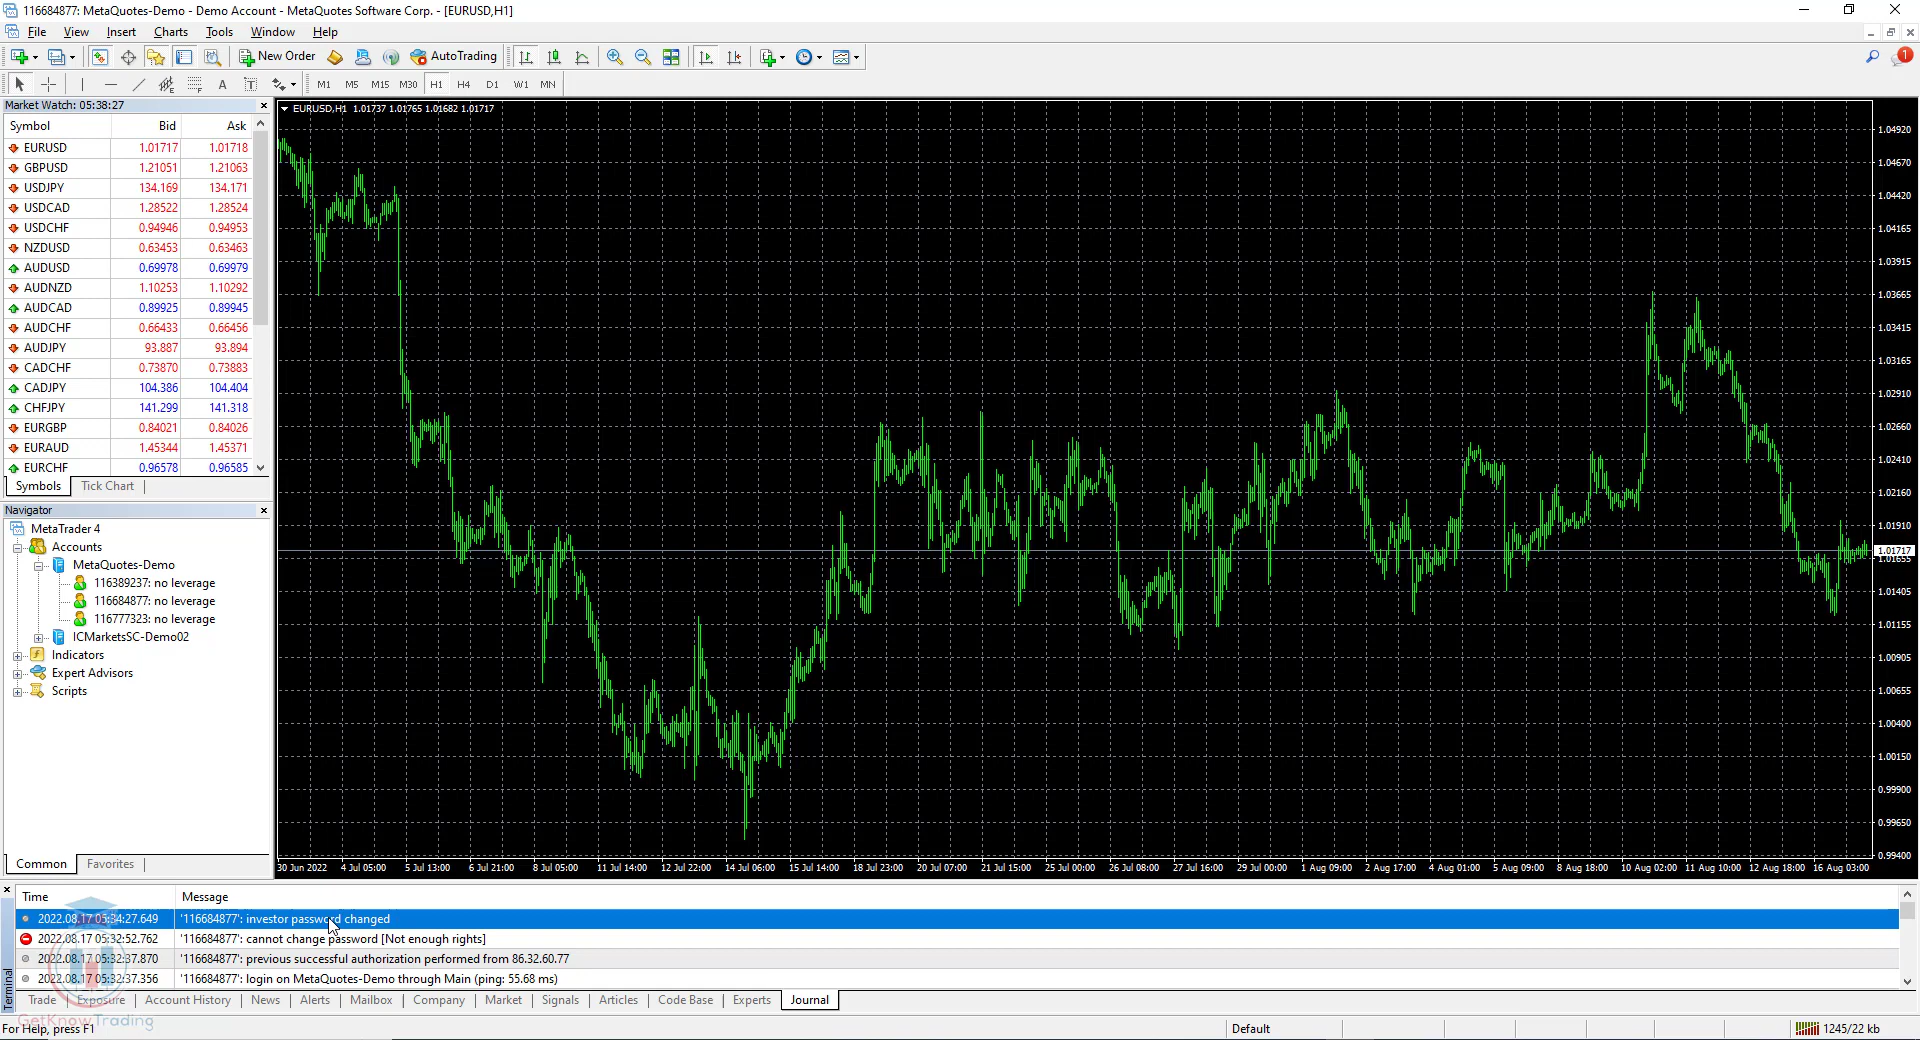 116684877: MetaQuotes-Demo - Demo Account - MetaQuotes Software Corp. - [EURUSD,H1]
File View Insert Charts Tools Window Help
New Order AutoTrading
A T M1 M5 M15 M30 H1 H4 D1 W1 MN
Market Watch: 05:38:27
Symbol Bid Ask
EURUSD 1.01717 1.01718
GBPUSD 1.21051 1.21063
USDJPY 134.169 134.171
USDCAD 1.28522 1.28524
USDCHF 0.94946 0.94953
NZDUSD 0.63453 0.63463
AUDUSD 0.69978 0.69979
AUDNZD 1.10253 1.10292
AUDCAD 0.89925 0.89945
AUDCHF 0.66433 0.66456
AUDJPY 93.887 93.894
CADCHF 0.73870 0.73883
CADJPY 104.386 104.404
CHFJPY 141.299 141.318
EURGBP 0.84021 0.84026
EURAUD 1.45344 1.45371
EURCHF 0.96578 0.96585
Symbols Tick Chart
Navigator
MetaTrader 4
Accounts
MetaQuotes-Demo
116389237: no leverage
116684877: no leverage
116777323: no leverage
ICMarketsSC-Demo02
Indicators
Expert Advisors
Scripts
Common Favorites
EURUSD,H1 1.01737 1.01765 1.01682 1.01717
1.04920
1.04670
1.04420
1.04165
1.03915
1.03665
1.03415
1.03165
1.02910
1.02660
1.02410
1.02160
1.01910
1.01717
1.01655
1.01405
1.01155
1.00905
1.00655
1.00400
1.00150
0.99900
0.99650
0.99400
30 Jun 2022 4 Jul 05:00 5 Jul 13:00 6 Jul 21:00 8 Jul 05:00 11 Jul 14:00 12 Jul 22:00 14 Jul 06:00 15 Jul 14:00 18 Jul 23:00 20 Jul 07:00 21 Jul 15:00 25 Jul 00:00 26 Jul 08:00 27 Jul 16:00 29 Jul 00:00 1 Aug 09:00 2 Aug 17:00 4 Aug 01:00 5 Aug 09:00 8 Aug 18:00 10 Aug 02:00 11 Aug 10:00 12 Aug 18:00 16 Aug 03:00
Time Message
2022.08.17 05:34:27.649 '116684877': investor password changed
2022.08.17 05:32:52.762 '116684877': cannot change password [Not enough rights]
2022.08.17 05:32:37.870 '116684877': previous successful authorization performed from 86.32.60.77
2022.08.17 05:32:37.356 '116684877': login on MetaQuotes-Demo through Main (ping: 55.68 ms)
Terminal
Trade Exposure Account History News Alerts Mailbox Company Market Signals Articles Code Base Experts Journal
GetKnowTrading
For Help, press F1 Default 1245/22 kb
1